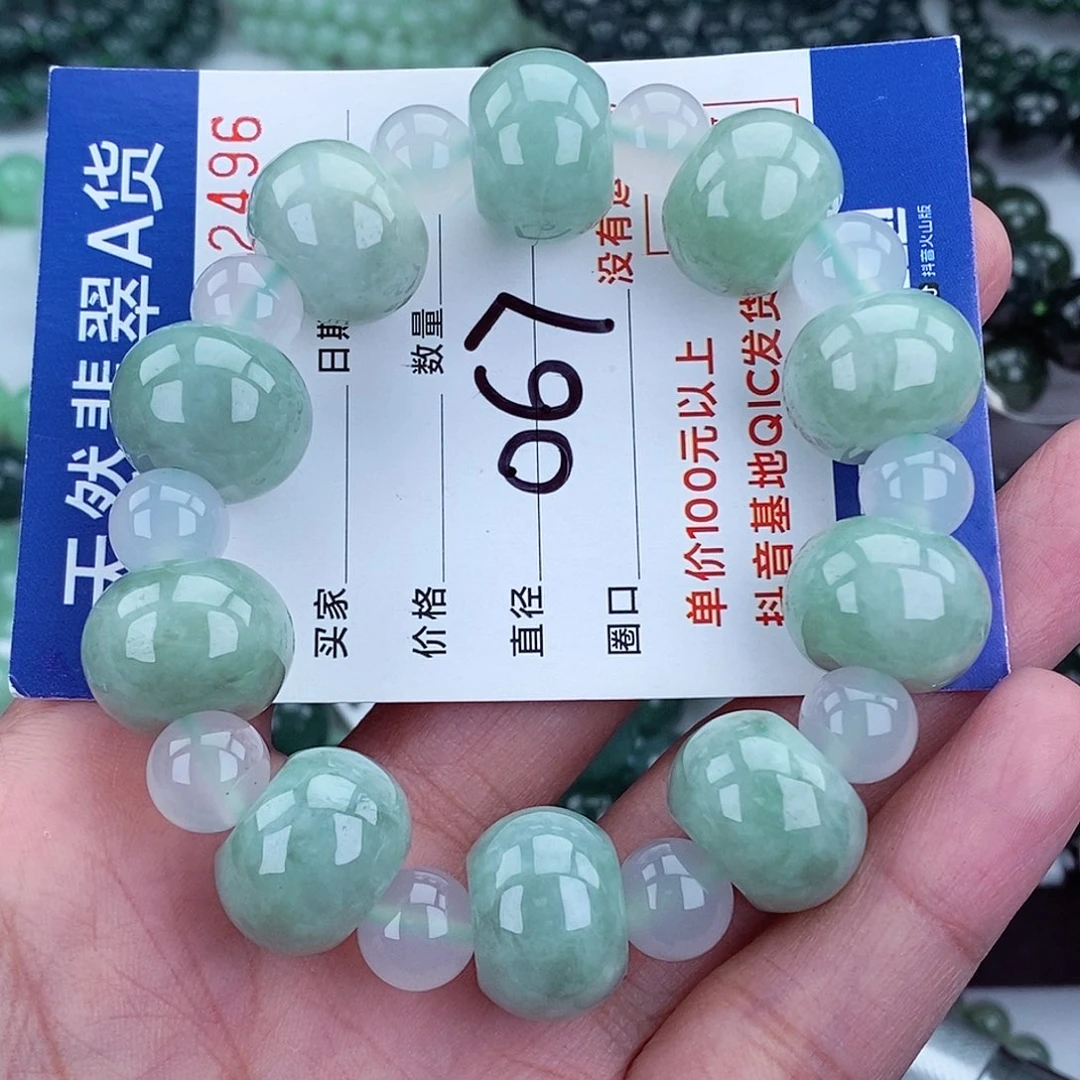 天然翡翠A货
2496
买家 日期
价格 数量
直径 067
圈口 没有
单价100元以上
抖音基地QIC发货
抖音火山版